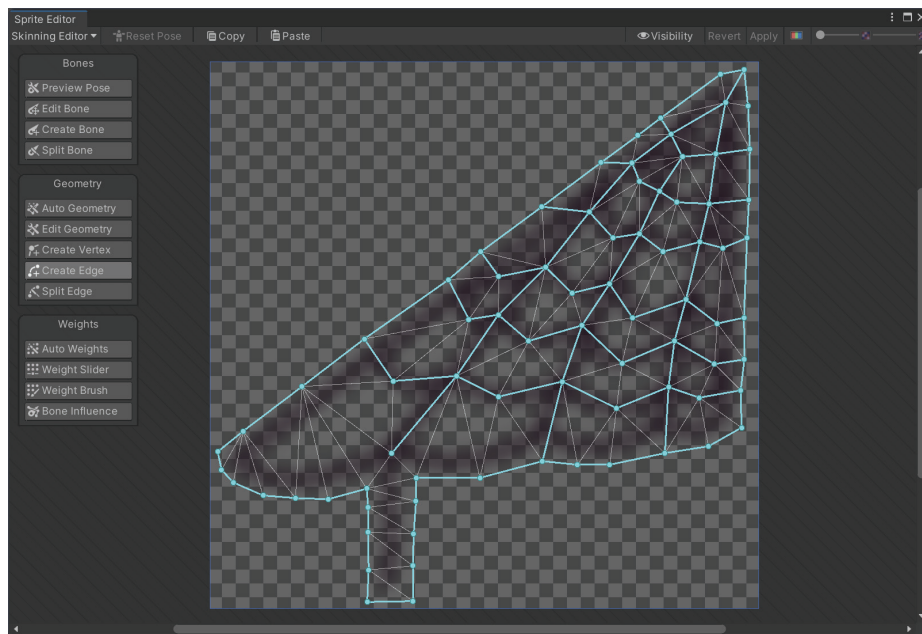 Sprite Editor
Skinning Editor Reset Pose Copy Paste Visibility Revert Apply
Bones
Preview Pose
Edit Bone
Create Bone
Split Bone
Geometry
Auto Geometry
Edit Geometry
Create Vertex
Create Edge
Split Edge
Weights
Auto Weights
Weight Slider
Weight Brush
Bone Influence